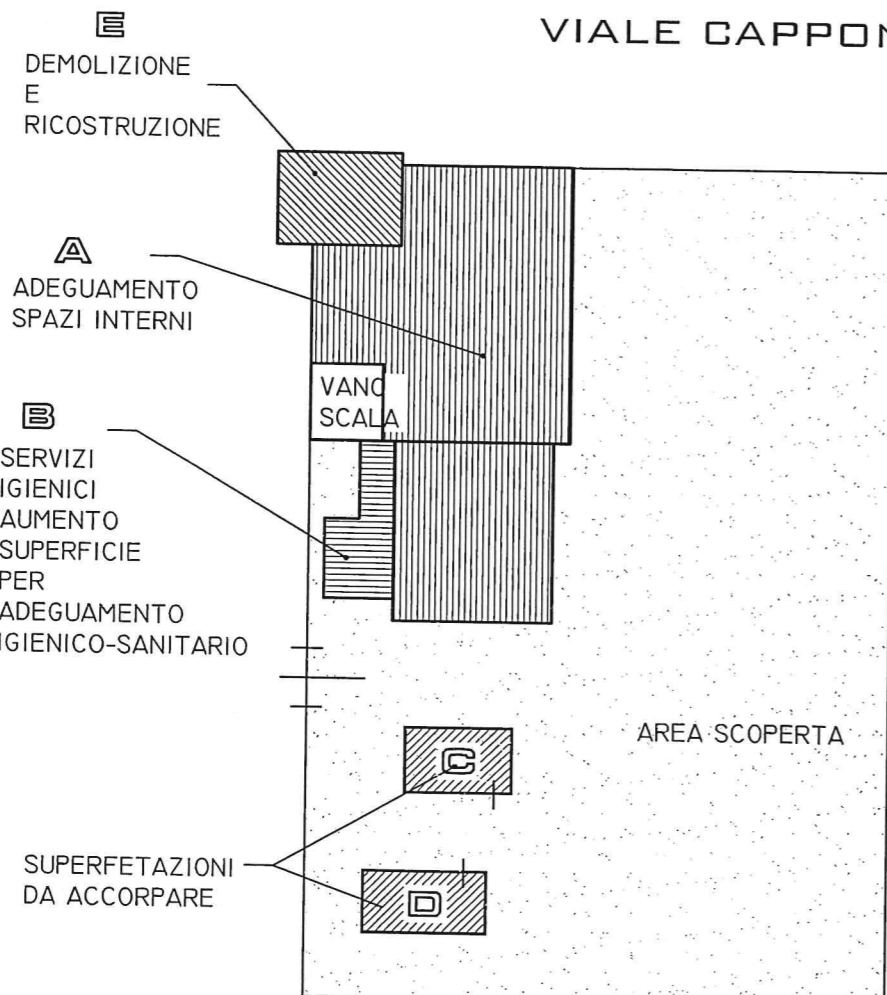 VIALE CAPPON
E
DEMOLIZIONE
E
RICOSTRUZIONE
A
ADEGUAMENTO
SPAZI INTERNI
VANO
SCALA
B
SERVIZI
IGIENICI
AUMENTO
SUPERFICIE
PER
ADEGUAMENTO
IGIENICO-SANITARIO
AREA SCOPERTA
C
SUPERFETAZIONI
DA ACCORPARE
D